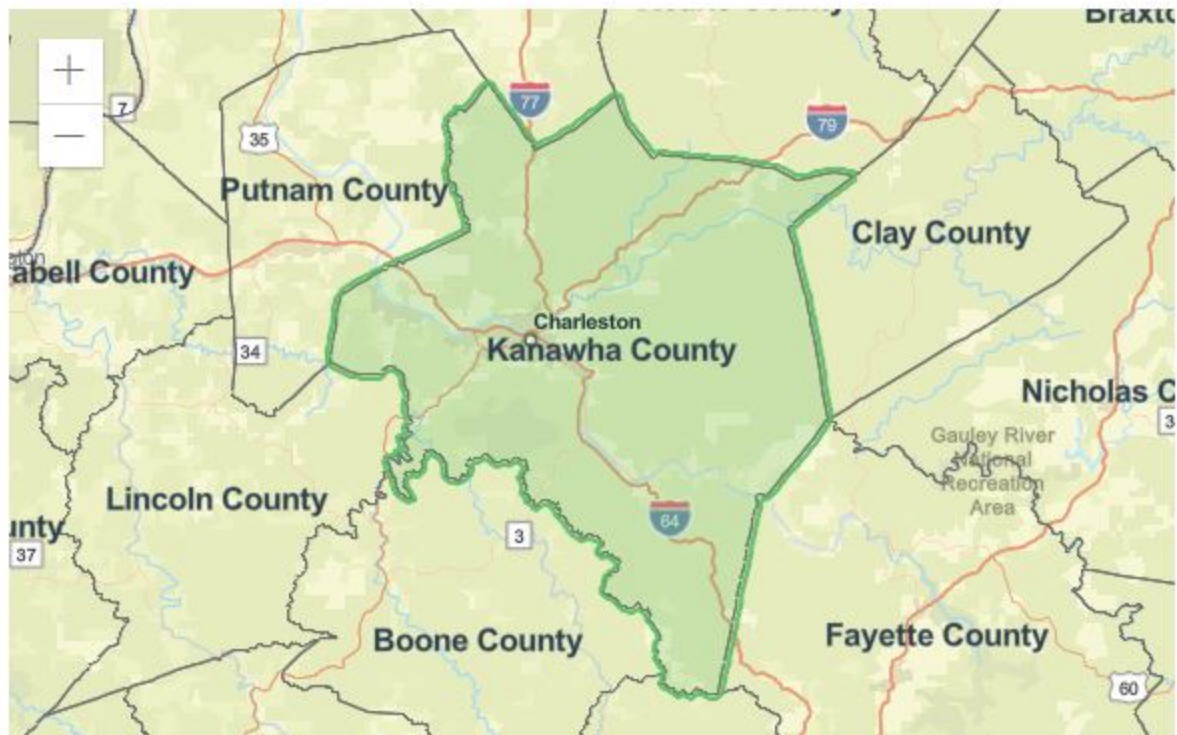 Braxto
+
−
7
77
79
35
Putnam County
Clay County
abell County
Charleston
Kanawha County
34
Nicholas C
3
Gauley River
National
Recreation
Area
Lincoln County
unty
37
3
64
Boone County
Fayette County
60